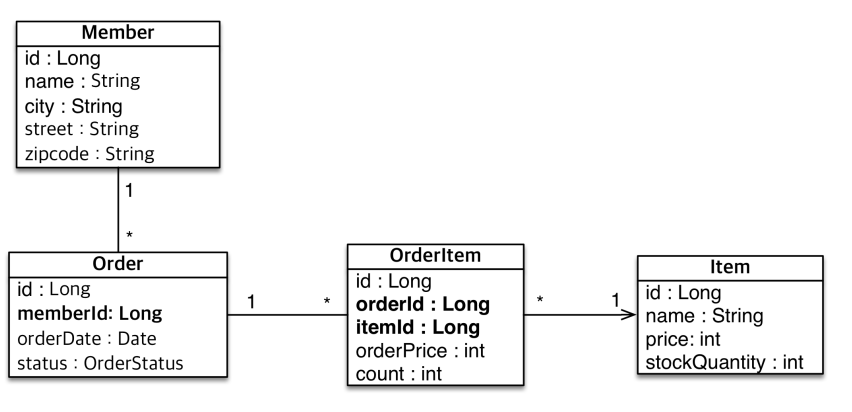 Member
id : Long
name : String
city : String
street : String
zipcode : String
1
*
Order
id : Long
memberId: Long
orderDate : Date
status : OrderStatus
1
*
OrderItem
id : Long
orderId : Long
itemId : Long
orderPrice : int
count : int
*
1
Item
id : Long
name : String
price: int
stockQuantity : int